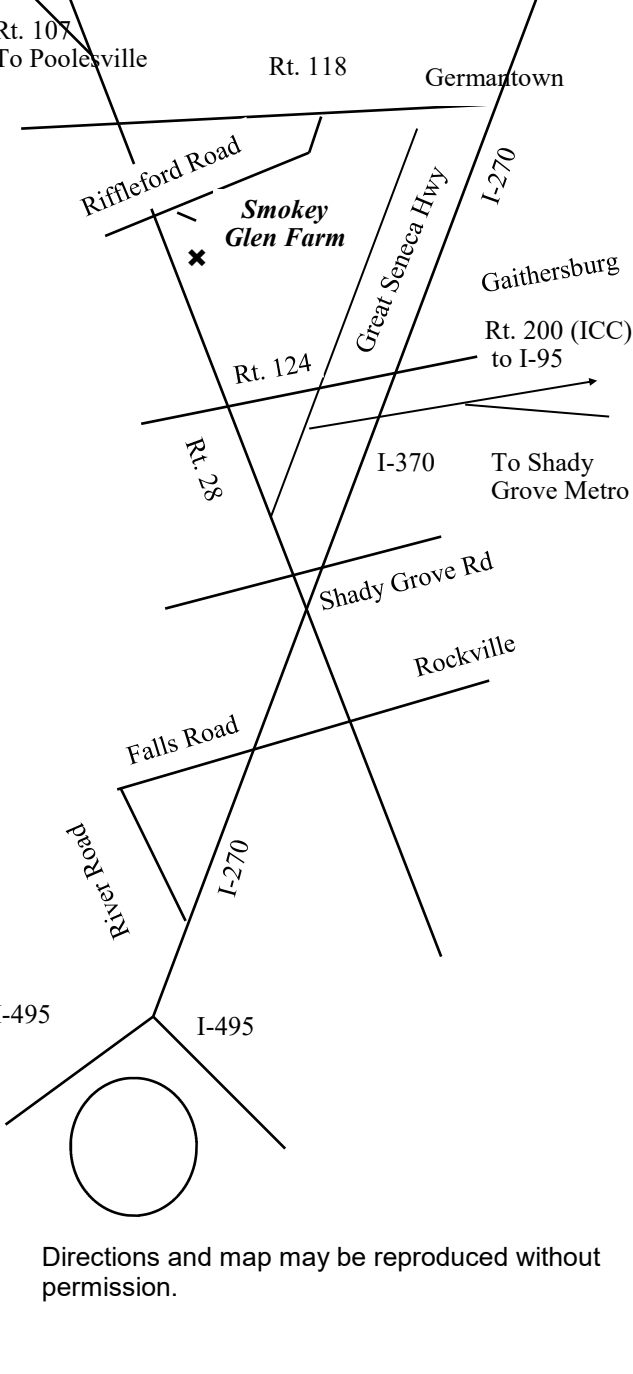 Rt. 107
To Poolesville
Rt. 118
Germantown
Riffleford Road
I-270
Smokey
Glen Farm
Great Seneca Hwy
Gaithersburg
Rt. 200 (ICC)
to I-95
Rt. 124
Rt. 28
I-370
To Shady
Grove Metro
Shady Grove Rd
Rockville
Falls Road
River Road
I-270
I-495
I-495
Directions and map may be reproduced without
permission.